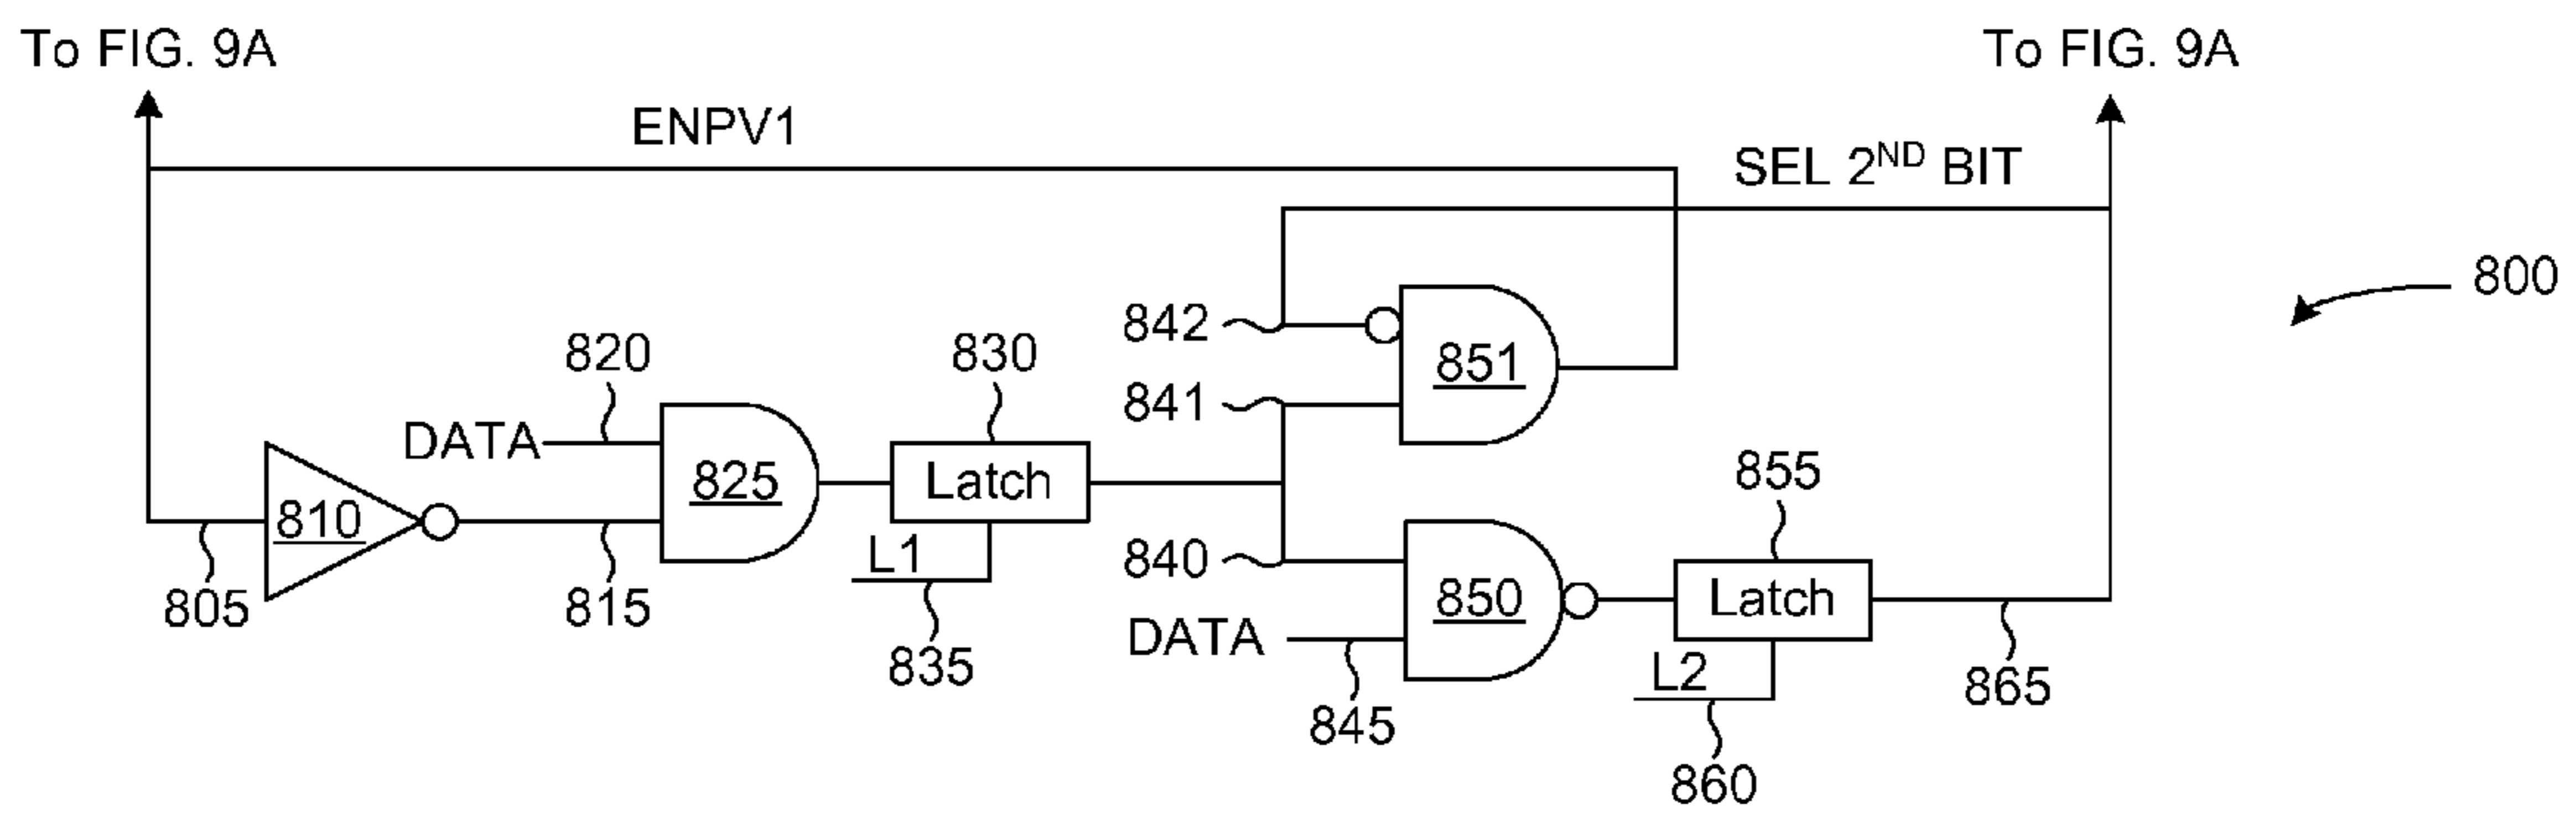 To FIG. 9A
To FIG. 9A
ENPV1
SEL 2ND BIT
800
842
851
841
820
830
DATA
825
Latch
855
810
840
L1
850
Latch
805
815
835
DATA
L2
865
845
860